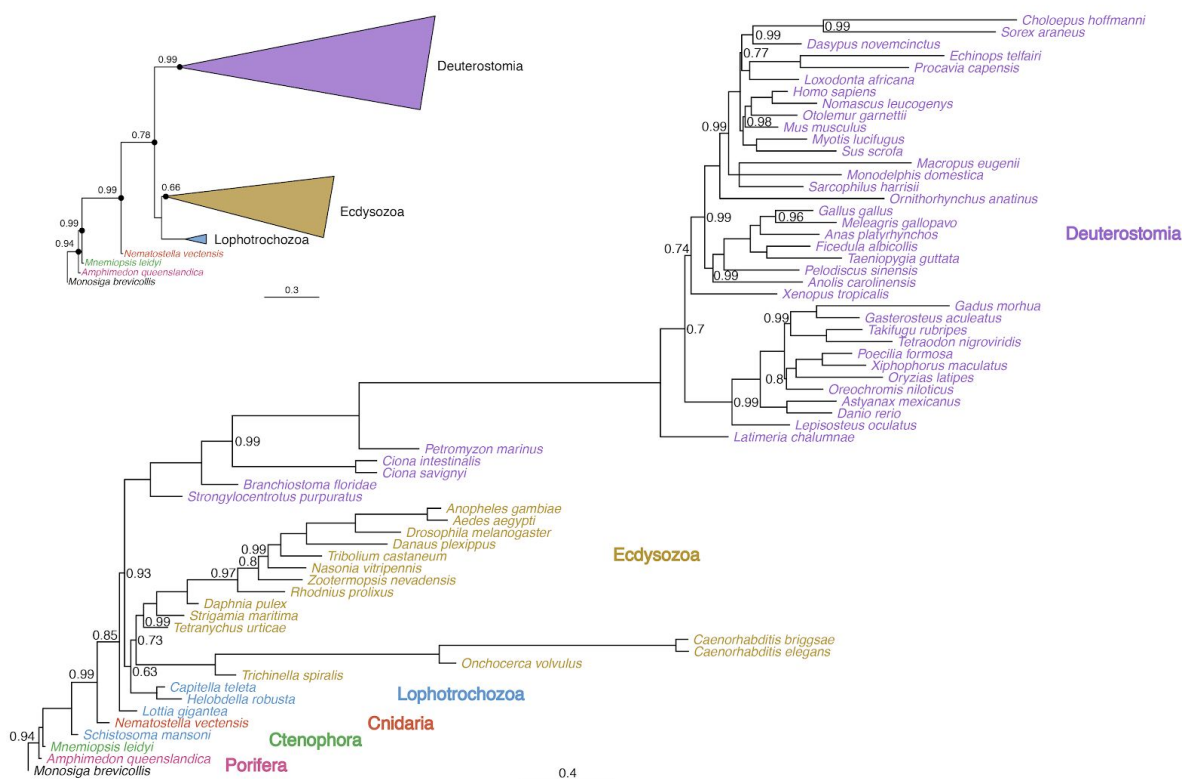 0.99
Deuterostomia
0.78
0.99
0.66
Ecdysozoa
0.99
Lophotrochozoa
0.94
Nematostella vectensis
Mnemiopsis leidyi
Amphimedon queenslandica
Monosiga brevicollis
0.3
Choloepus hoffmanni
0.99
Sorex araneus
0.99
Dasypus novemcinctus
0.77
Echinops telfairi
Procavia capensis
Loxodonta africana
Homo sapiens
Nomascus leucogenys
Otolemur garnettii
0.98
Mus musculus
0.99
Myotis lucifugus
Sus scrofa
Macropus eugenii
Monodelphis domestica
Sarcophilus harrisii
Ornithorhynchus anatinus
Gallus gallus
0.99
0.96
Meleagris gallopavo
Anas platyrhynchos
Deuterostomia
Ficedula albicollis
0.74
Taeniopygia guttata
Pelodiscus sinensis
0.99
Anolis carolinensis
Xenopus tropicalis
Gadus morhua
0.99
Gasterosteus aculeatus
0.7
Takifugu rubripes
Tetraodon nigroviridis
Poecilia formosa
Xiphophorus maculatus
0.8
Oryzias latipes
Oreochromis niloticus
0.99
Astyanax mexicanus
Danio rerio
Lepisosteus oculatus
Latimeria chalumnae
0.99
Petromyzon marinus
Ciona intestinalis
Ciona savignyi
Branchiostoma floridae
Strongylocentrotus purpuratus
Anopheles gambiae
Aedes aegypti
Drosophila melanogaster
Danaus plexippus
0.99
Tribolium castaneum
Ecdysozoa
0.8
Nasonia vitripennis
0.97
Zootermopsis nevadensis
0.93
Rhodnius prolixus
Daphnia pulex
Strigamia maritima
0.99
Tetranychus urticae
0.85
0.73
Caenorhabditis briggsae
Caenorhabditis elegans
Onchocerca volvulus
0.99
0.63
Trichinella spiralis
Capitella teleta
Lophotrochozoa
Helobdella robusta
Lottia gigantea
Nematostella vectensis
Cnidaria
Schistosoma mansoni
0.94
Mnemiopsis leidyi
Ctenophora
Amphimedon queenslandica
Porifera
Monosiga brevicollis
0.4